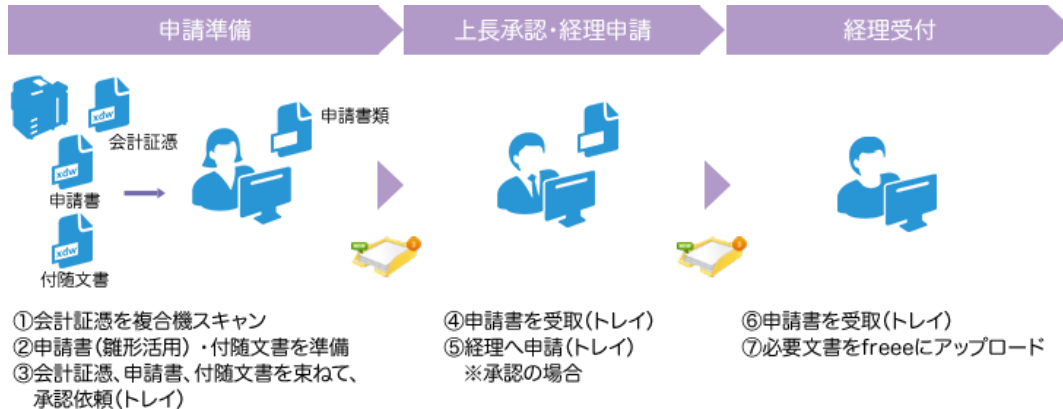 申請準備
上長承認・経理申請
経理受付
xdw
会計証憑
xdw
申請書
xdw
付随文書
申請書類
①会計証憑を複合機スキャン
②申請書(雛形活用)・付随文書を準備
③会計証憑、申請書、付随文書を束ねて、
承認依頼(トレイ)
④申請書を受取(トレイ)
⑤経理へ申請(トレイ)
※承認の場合
⑥申請書を受取(トレイ)
⑦必要文書をfreeeにアップロード